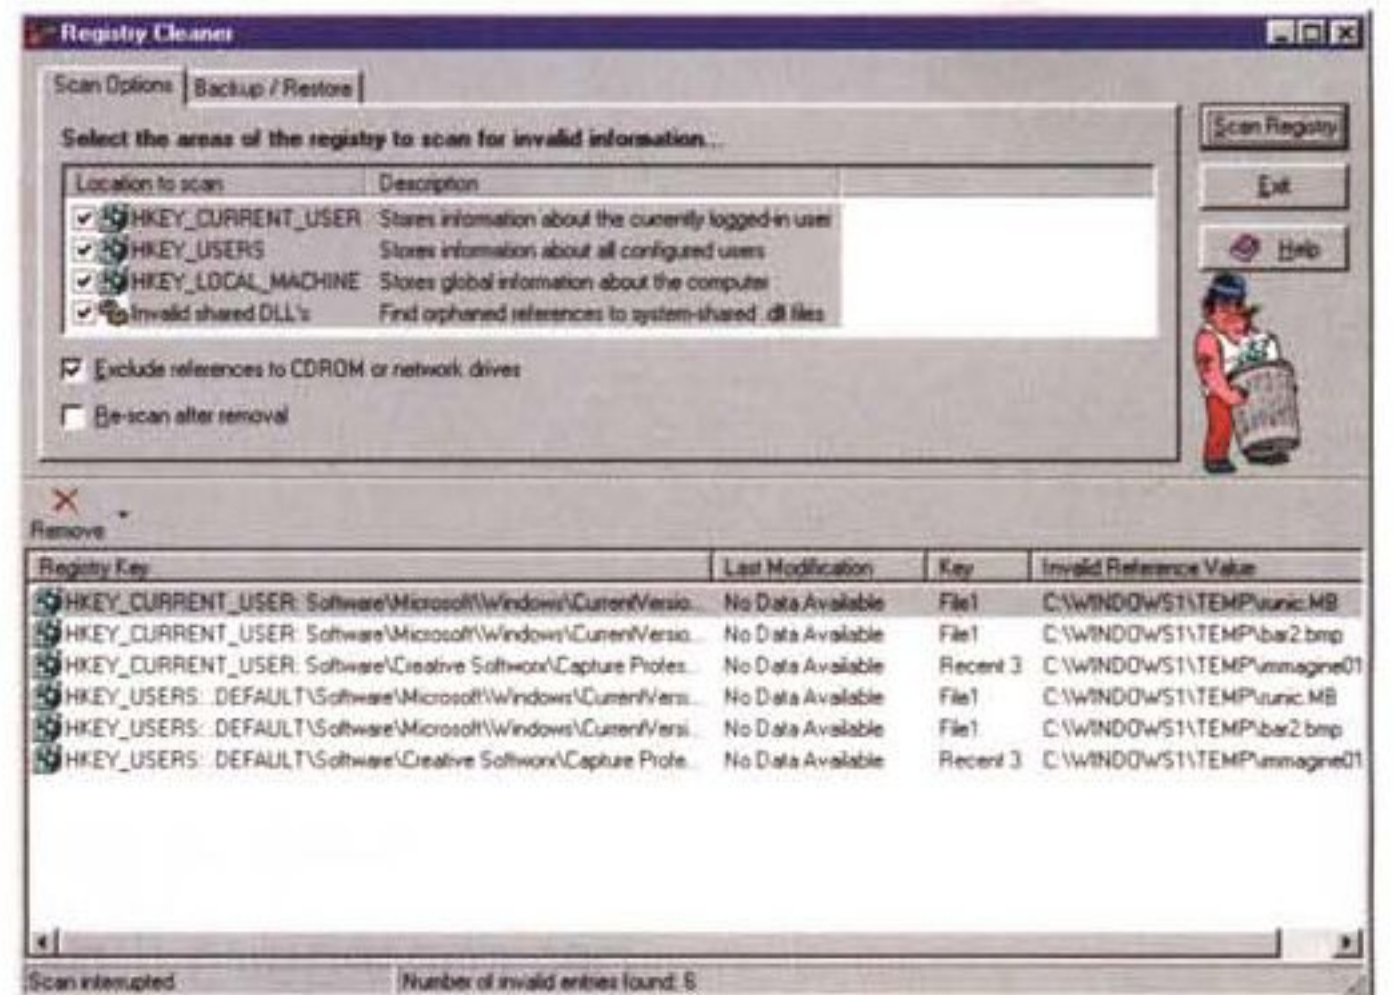 Registry Cleaner
Scan Options Backup / Restore
Select the areas of the registry to scan for invalid information...
Scan Registry
Location to scan Description
Exit
HKEY_CURRENT_USER Stores information about the currently logged-in user
HKEY_USERS Stores information about all configured users
Help
HKEY_LOCAL_MACHINE Stores global information about the computer
Invalid shared DLL's Find orphaned references to system-shared .dll files
Exclude references to CDROM or network drives
Re-scan after removal
Remove
Registry Key Last Modification Key Invalid Reference Value
HKEY_CURRENT_USER: Software\Microsoft\Windows\CurrentVersio... No Data Available File1 C:\WINDOWS1\TEMP\runic.MB
HKEY_CURRENT_USER: Software\Microsoft\Windows\CurrentVersio... No Data Available File1 C:\WINDOWS1\TEMP\bar2.bmp
HKEY_CURRENT_USER: Software\Creative Softworx\Capture Profes... No Data Available Recent 3 C:\WINDOWS1\TEMP\immagine01
HKEY_USERS: .DEFAULT\Software\Microsoft\Windows\CurrentVersi... No Data Available File1 C:\WINDOWS1\TEMP\runic.MB
HKEY_USERS: .DEFAULT\Software\Microsoft\Windows\CurrentVersi... No Data Available File1 C:\WINDOWS1\TEMP\bar2.bmp
HKEY_USERS: .DEFAULT\Software\Creative Softworx\Capture Profe... No Data Available Recent 3 C:\WINDOWS1\TEMP\immagine01
Scan interrupted Number of invalid entries found: 6